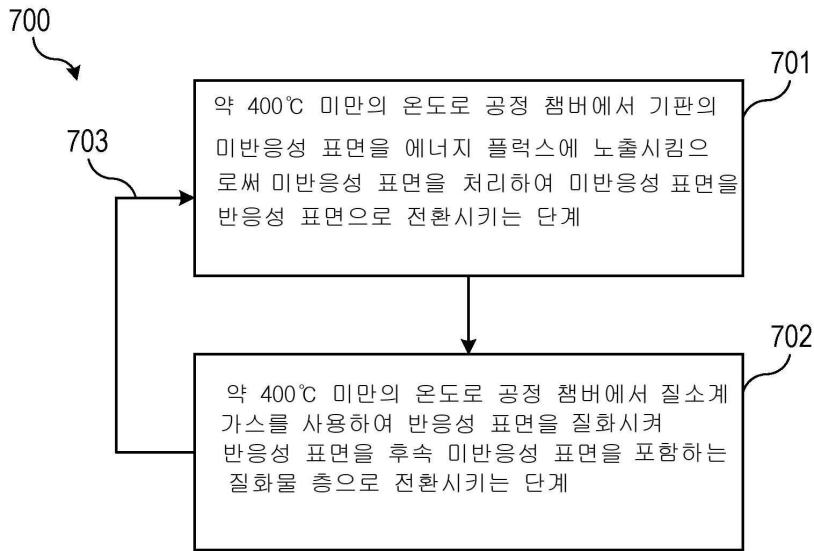 700
701
약 400℃ 미만의 온도로 공정 챔버에서 기판의
미반응성 표면을 에너지 플럭스에 노출시킴으
로써 미반응성 표면을 처리하여 미반응성 표면을
반응성 표면으로 전환시키는 단계
703
702
약 400℃ 미만의 온도로 공정 챔버에서 질소계
가스를 사용하여 반응성 표면을 질화시켜
반응성 표면을 후속 미반응성 표면을 포함하는
질화물 층으로 전환시키는 단계